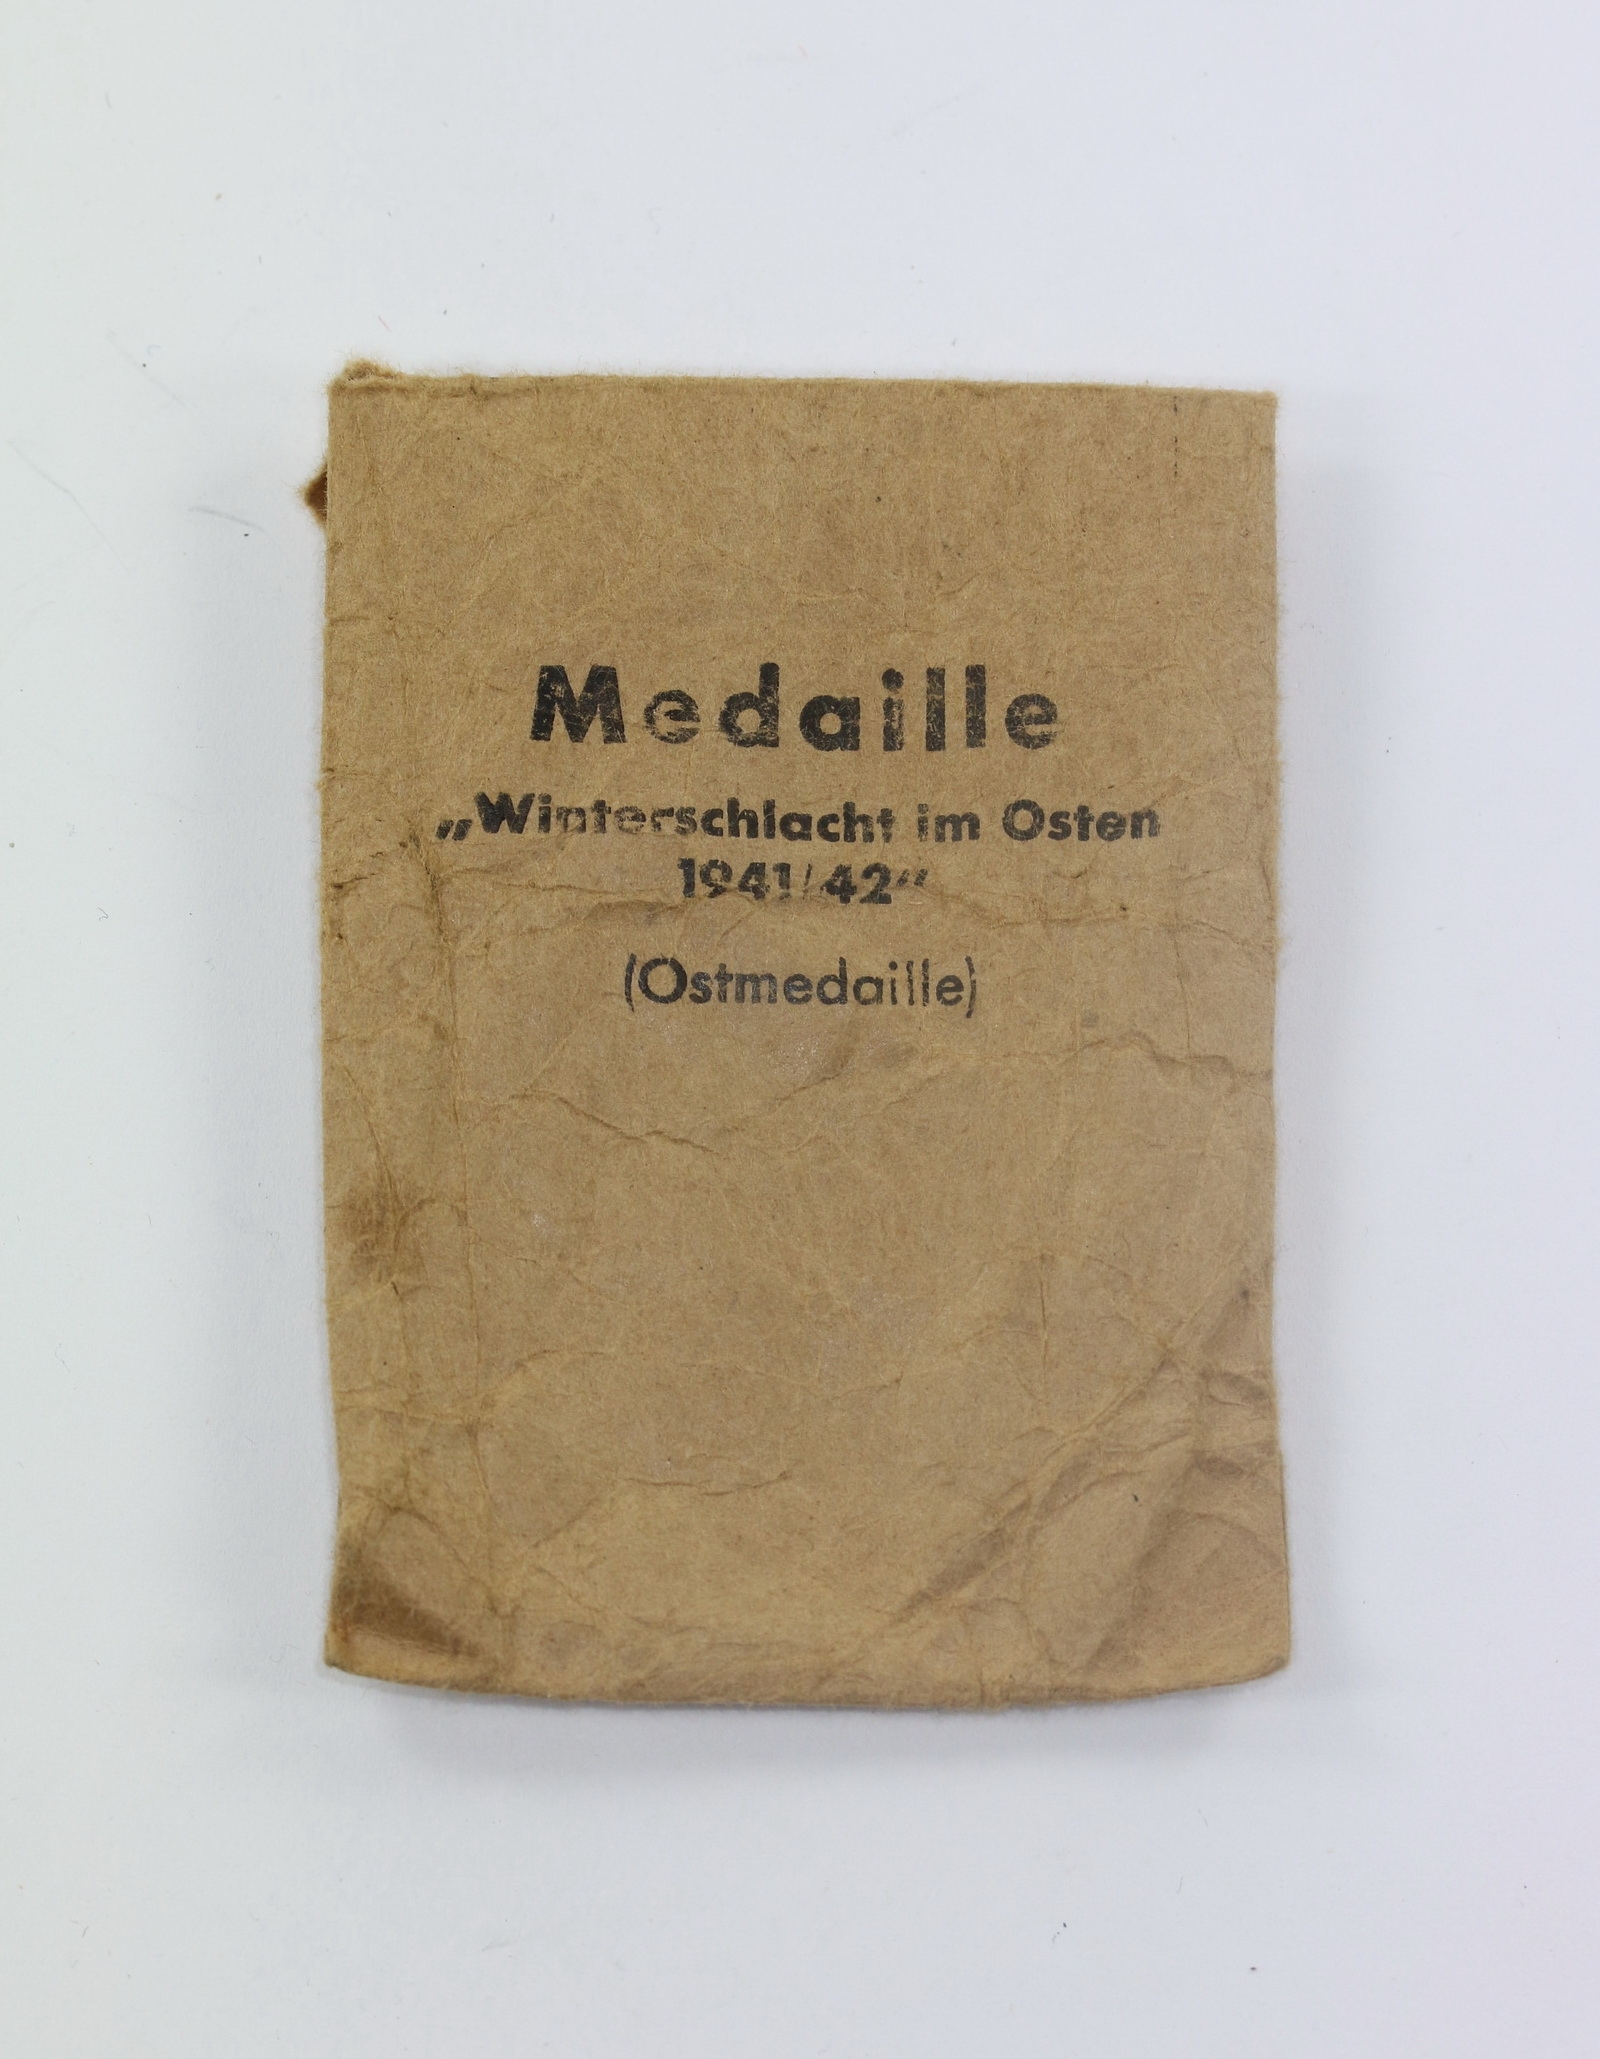 Medaille
„Winterschlacht im Osten
1941/42“
(Ostmedaille)